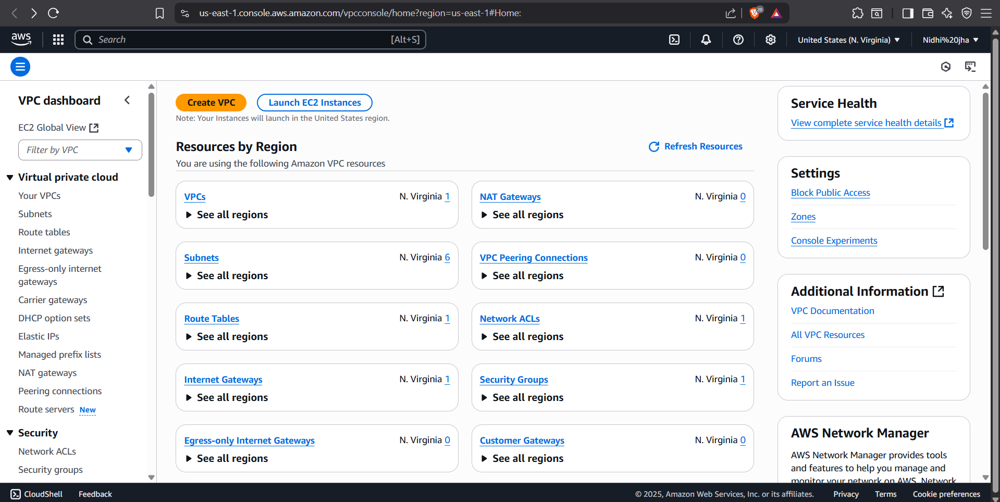 us-east-1.console.aws.amazon.com/vpcconsole/home?region=us-east-1#Home:
20
aws
Search
[Alt+S]
United States (N. Virginia)
Nidhi%20jha
VPC dashboard
EC2 Global View
Filter by VPC
Virtual private cloud
Your VPCs
Subnets
Route tables
Internet gateways
Egress-only internet
gateways
Carrier gateways
DHCP option sets
Elastic IPs
Managed prefix lists
NAT gateways
Peering connections
Route servers New
Security
Network ACLs
Security groups
Create VPC
Launch EC2 Instances
Note: Your Instances will launch in the United States region.
Resources by Region
Refresh Resources
You are using the following Amazon VPC resources
VPCs
N. Virginia 1
See all regions
NAT Gateways
N. Virginia 0
See all regions
Subnets
N. Virginia 6
See all regions
VPC Peering Connections
N. Virginia 0
See all regions
Route Tables
N. Virginia 1
See all regions
Network ACLs
N. Virginia 1
See all regions
Internet Gateways
N. Virginia 1
See all regions
Security Groups
N. Virginia 1
See all regions
Egress-only Internet Gateways
N. Virginia 0
See all regions
Customer Gateways
N. Virginia 0
See all regions
Service Health
View complete service health details
Settings
Block Public Access
Zones
Console Experiments
Additional Information
VPC Documentation
All VPC Resources
Forums
Report an Issue
AWS Network Manager
AWS Network Manager provides tools
and features to help you manage and
monitor your network on AWS. Network
CloudShell
Feedback
© 2025, Amazon Web Services, Inc. or its affiliates.
Privacy
Terms
Cookie preferences